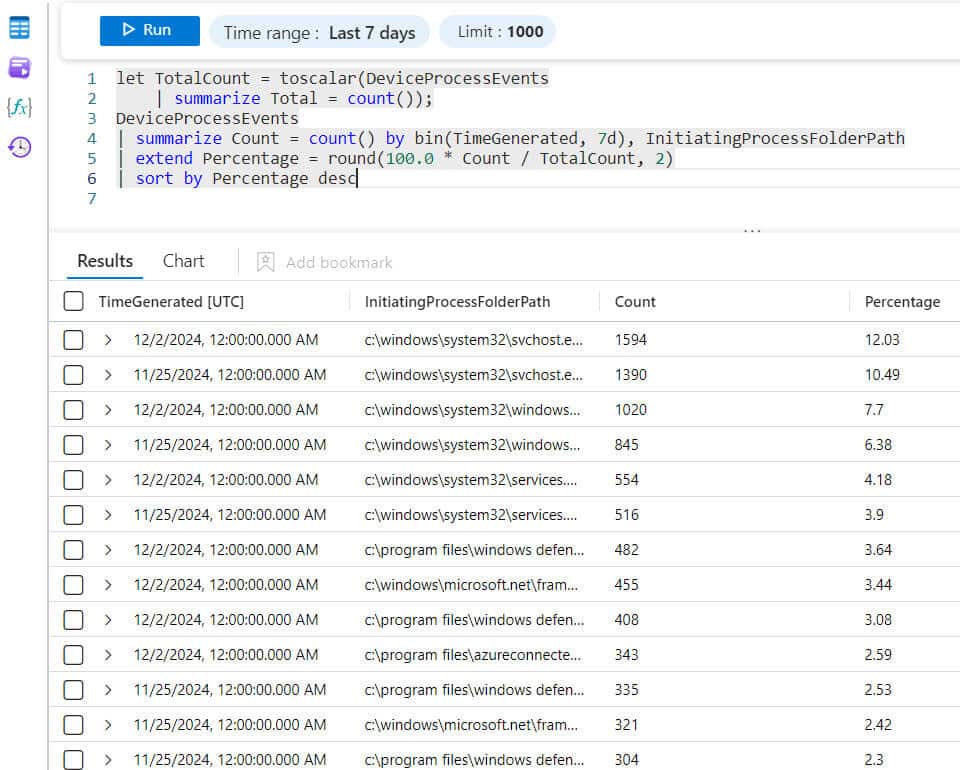 Run
Time range : Last 7 days
Limit : 1000
1 let TotalCount = toscalar(DeviceProcessEvents
2 | summarize Total = count());
3 DeviceProcessEvents
4 | summarize Count = count() by bin(TimeGenerated, 7d), InitiatingProcessFolderPath
5 | extend Percentage = round(100.0 * Count / TotalCount, 2)
6 | sort by Percentage desc
7
{fx}
...
Results Chart Add bookmark
TimeGenerated [UTC] InitiatingProcessFolderPath Count Percentage
12/2/2024, 12:00:00.000 AM c:\windows\system32\svchost.e... 1594 12.03
11/25/2024, 12:00:00.000 AM c:\windows\system32\svchost.e... 1390 10.49
12/2/2024, 12:00:00.000 AM c:\windows\system32\windows... 1020 7.7
11/25/2024, 12:00:00.000 AM c:\windows\system32\windows... 845 6.38
12/2/2024, 12:00:00.000 AM c:\windows\system32\services.... 554 4.18
11/25/2024, 12:00:00.000 AM c:\windows\system32\services.... 516 3.9
12/2/2024, 12:00:00.000 AM c:\program files\windows defen... 482 3.64
12/2/2024, 12:00:00.000 AM c:\windows\microsoft.net\fram... 455 3.44
12/2/2024, 12:00:00.000 AM c:\program files\windows defen... 408 3.08
12/2/2024, 12:00:00.000 AM c:\program files\azureconnecte... 343 2.59
11/25/2024, 12:00:00.000 AM c:\program files\windows defen... 335 2.53
11/25/2024, 12:00:00.000 AM c:\windows\microsoft.net\fram... 321 2.42
11/25/2024, 12:00:00.000 AM c:\program files\windows defen... 304 2.3